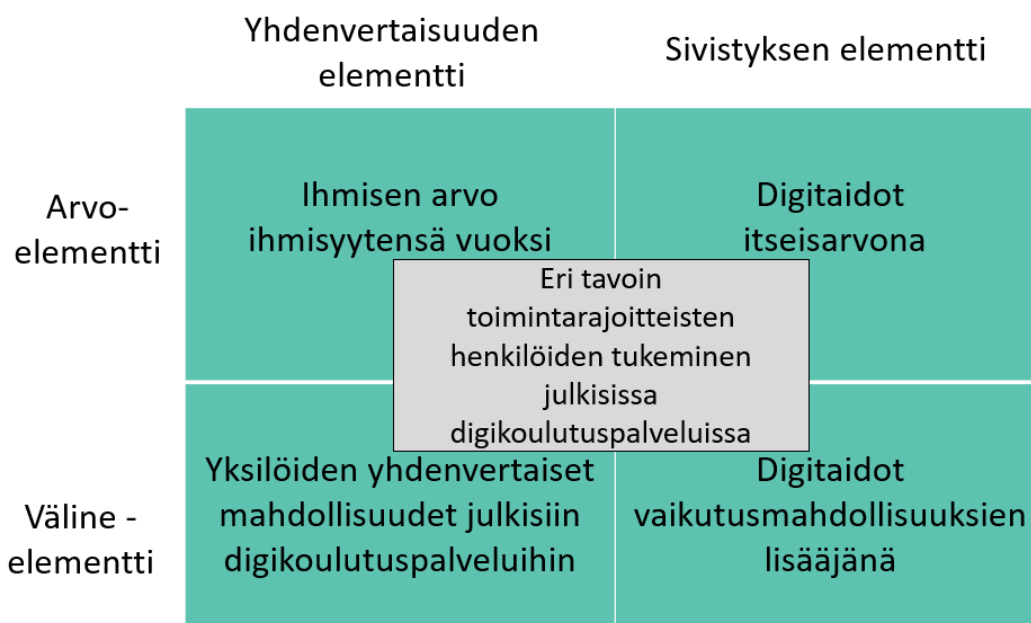 Yhdenvertaisuuden
elementti
Sivistyksen elementti
Arvo-
elementti
Ihmisen arvo
ihmisyytensä vuoksi
Digitaidot
itseisarvona
Eri tavoin
toimintarajoitteisten
henkilöiden tukeminen
julkisissa
digikoulutuspalveluissa
Väline -
elementti
Yksilöiden yhdenvertaiset
mahdollisuudet julkisiin
digikoulutuspalveluihin
Digitaidot
vaikutusmahdollisuuksien
lisääjänä